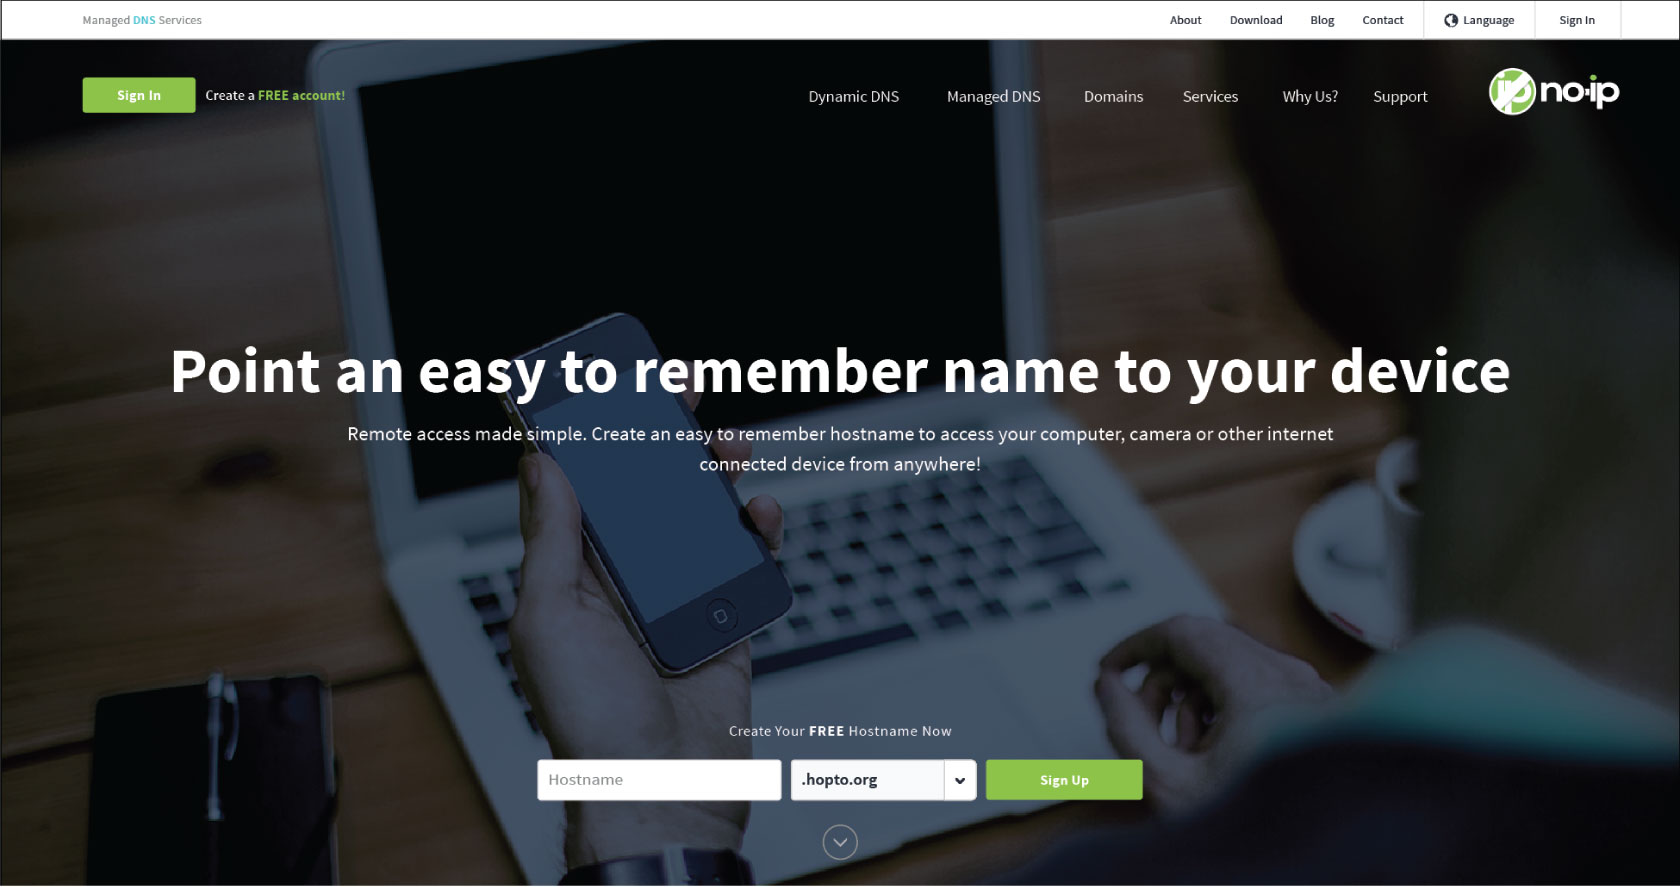 Managed DNS Services
About Download Blog Contact Language Sign In
Sign In Create a FREE account!
Dynamic DNS Managed DNS Domains Services Why Us? Support
no-ip
Point an easy to remember name to your device
Remote access made simple. Create an easy to remember hostname to access your computer, camera or other internet
connected device from anywhere!
Create Your FREE Hostname Now
Hostname .hopto.org Sign Up